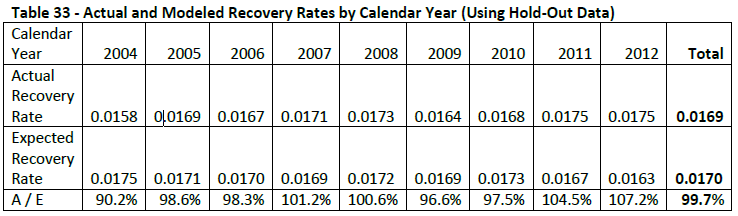 Table 33 - Actual and Modeled Recovery Rates by Calendar Year (Using Hold-Out Data)
Calendar
Year 2004 2005 2006 2007 2008 2009 2010 2011 2012 Total
Actual
Recovery
Rate 0.0158 0.0169 0.0167 0.0171 0.0173 0.0164 0.0168 0.0175 0.0175 0.0169
Expected
Recovery
Rate 0.0175 0.0171 0.0170 0.0169 0.0172 0.0169 0.0173 0.0167 0.0163 0.0170
A / E 90.2% 98.6% 98.3% 101.2% 100.6% 96.6% 97.5% 104.5% 107.2% 99.7%